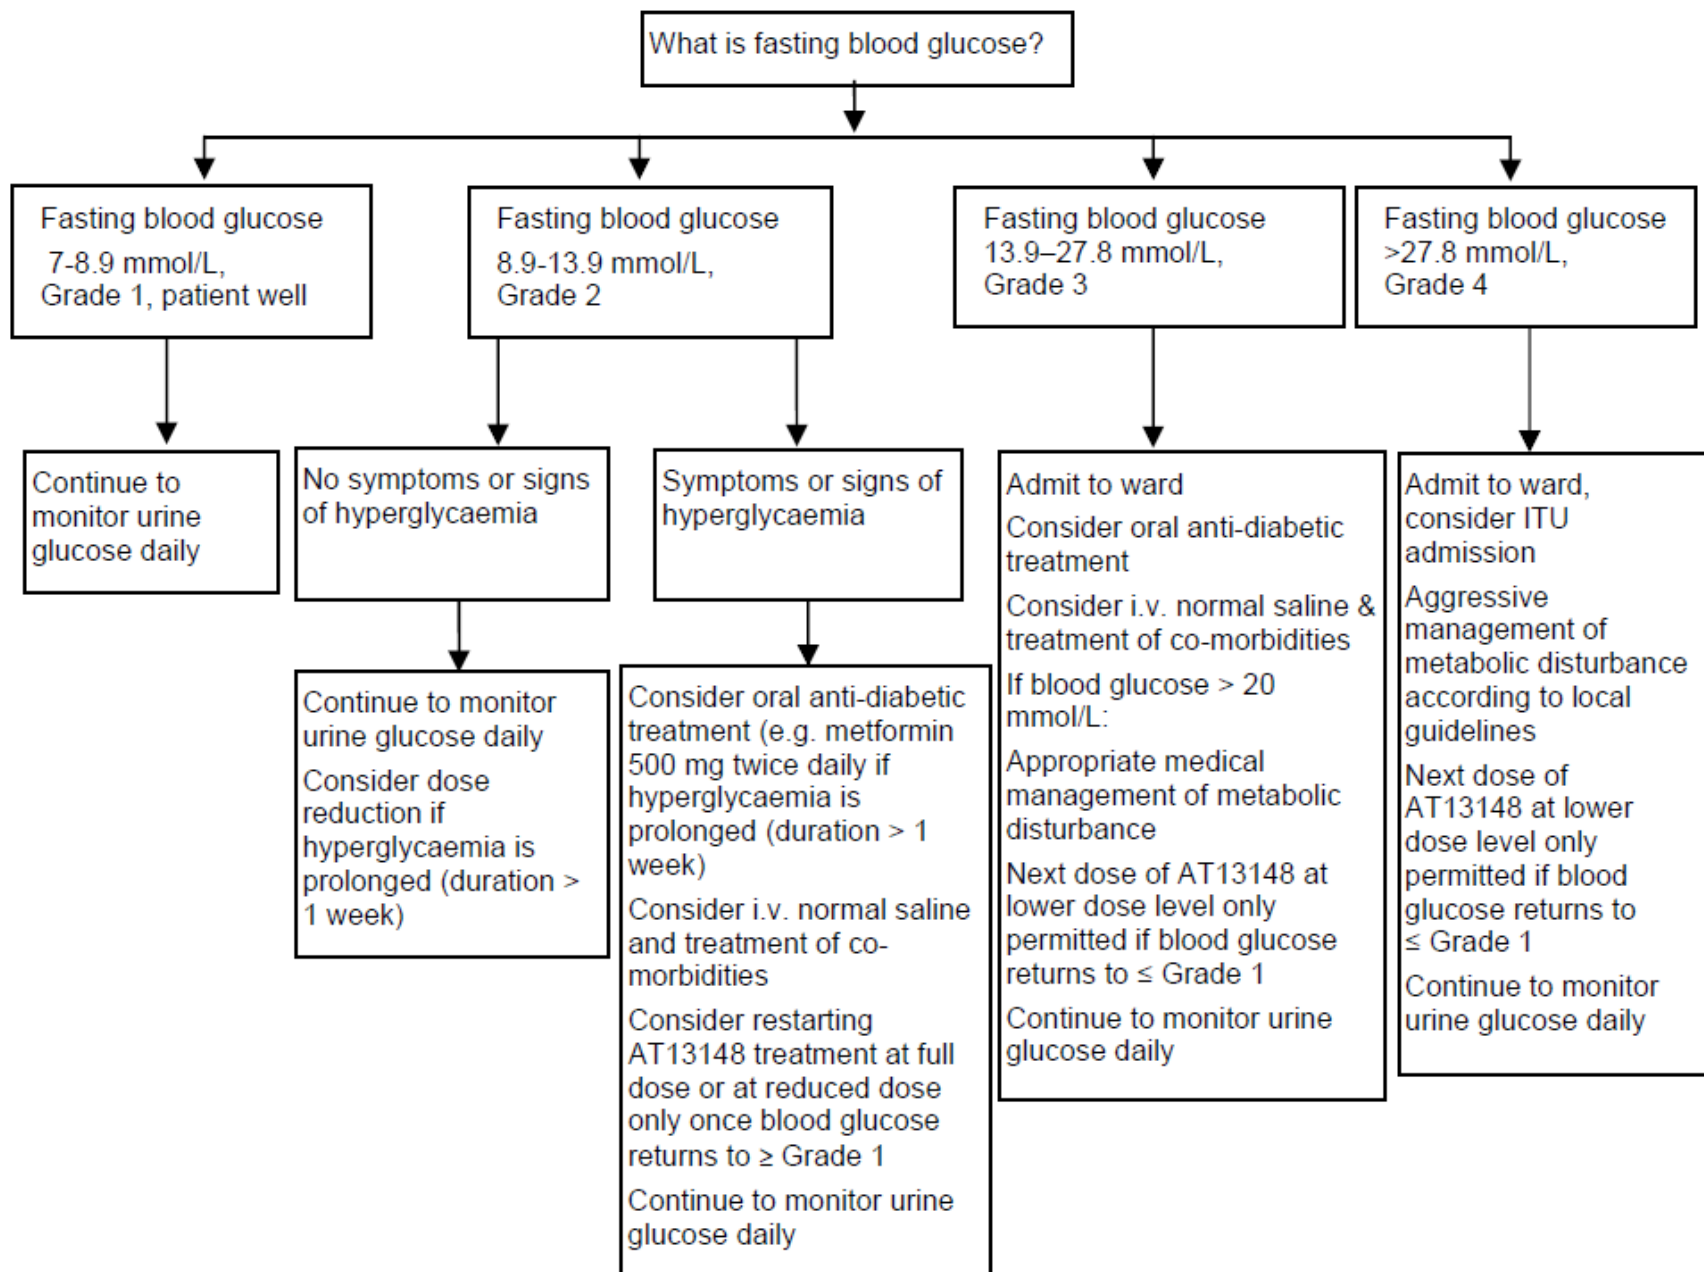 What is fasting blood glucose?
Fasting blood glucose
7-8.9 mmol/L,
Grade 1, patient well
Fasting blood glucose
8.9-13.9 mmol/L,
Grade 2
Fasting blood glucose
13.9–27.8 mmol/L,
Grade 3
Fasting blood glucose
>27.8 mmol/L,
Grade 4
Continue to
monitor urine
glucose daily
No symptoms or signs
of hyperglycaemia
Symptoms or signs of
hyperglycaemia
Admit to ward
Consider oral anti-diabetic
treatment
Consider i.v. normal saline &
treatment of co-morbidities
If blood glucose > 20
mmol/L:
Appropriate medical
management of metabolic
disturbance
Next dose of AT13148 at
lower dose level only
permitted if blood glucose
returns to ≤ Grade 1
Continue to monitor urine
glucose daily
Admit to ward,
consider ITU
admission
Aggressive
management of
metabolic disturbance
according to local
guidelines
Next dose of
AT13148 at lower
dose level only
permitted if blood
glucose returns to
≤ Grade 1
Continue to monitor
urine glucose daily
Continue to monitor
urine glucose daily
Consider dose
reduction if
hyperglycaemia is
prolonged (duration >
1 week)
Consider oral anti-diabetic
treatment (e.g. metformin
500 mg twice daily if
hyperglycaemia is
prolonged (duration > 1
week)
Consider i.v. normal saline
and treatment of co-
morbidities
Consider restarting
AT13148 treatment at full
dose or at reduced dose
only once blood glucose
returns to ≥ Grade 1
Continue to monitor urine
glucose daily